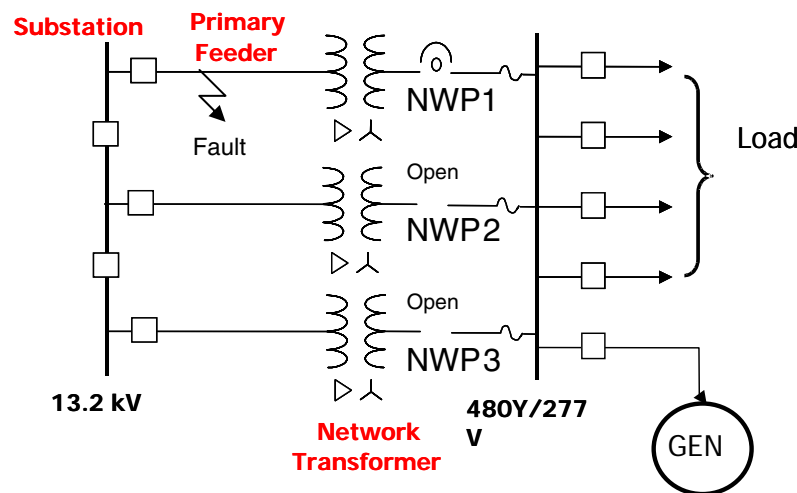 Substation
Primary
Feeder
NWP1
Fault
Load
Open
NWP2
Open
NWP3
13.2 kV
480Y/277
V
Network
Transformer
GEN